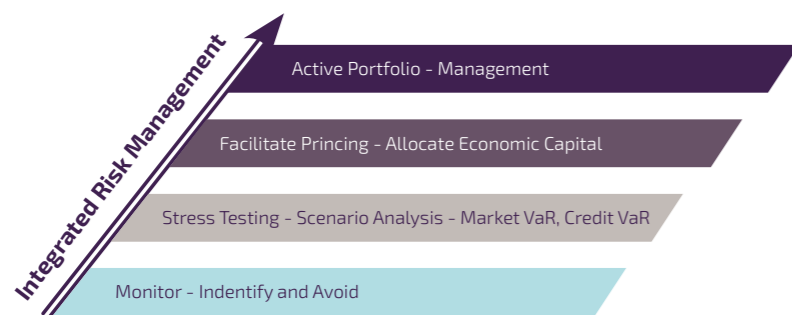 Integrated Risk Management
Active Portfolio - Management
Facilitate Princing - Allocate Economic Capital
Stress Testing - Scenario Analysis - Market VaR, Credit VaR
Monitor - Indentify and Avoid